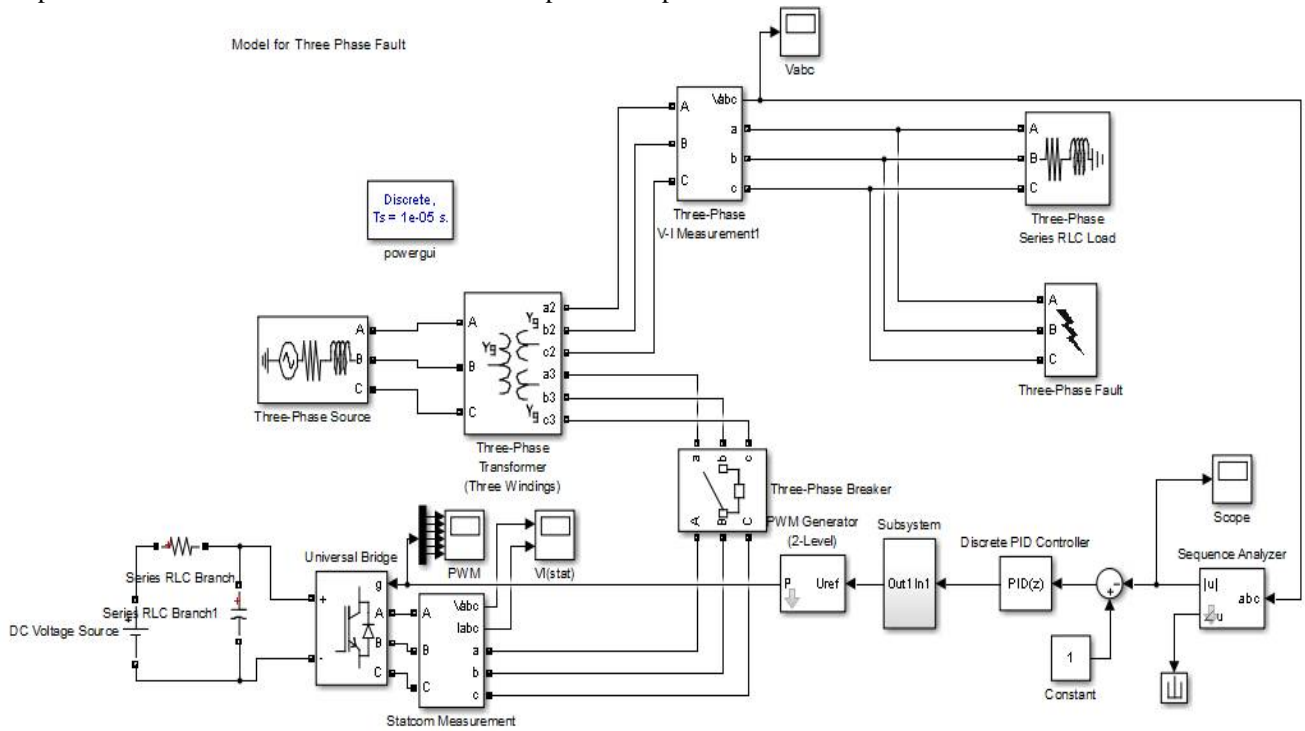 Model for Three Phase Fault
Vabc
A
B
C
Vabc
a
b
c
Three-Phase
V-I Measurement1
A
B
C
Three-Phase
Series RLC Load
Discrete,
Ts = 1e-05 s.
powergui
A
B
C
Three-Phase Fault
A
B
C
Three-Phase Source
A
B
C
Yg
Yg
Yg
a2
b2
c2
a3
b3
c3
Three-Phase
Transformer
(Three Windings)
a
b
c
A
B
C
Three-Phase Breaker
Scope
PWM
VI(stat)
PWM Generator
(2-Level)
P
Uref
Subsystem
Out1 In1
Discrete PID Controller
PID(z)
-
+
1
Constant
Sequence Analyzer
|u|
∠u
abc
Series RLC Branch
Series RLC Branch1
DC Voltage Source
+
Universal Bridge
g
+
-
A
B
C
A
B
C
Vabc
Iabc
a
b
c
Statcom Measurement